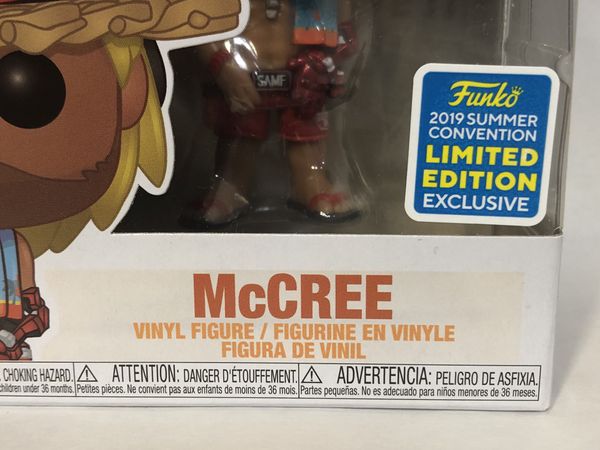 SAMF
Funko
2019 SUMMER
CONVENTION
LIMITED
EDITION
EXCLUSIVE
McCREE
VINYL FIGURE / FIGURINE EN VINYLE
FIGURA DE VINIL
CHOKING HAZARD. ATTENTION: DANGER D'ÉTOUFFEMENT. ADVERTENCIA: PELIGRO DE ASFIXIA.
children under 36 months. Petites pièces. Ne convient pas aux enfants de moins de 36 mois. Partes pequeñas. No es adecuado para niños menores de 36 meses.